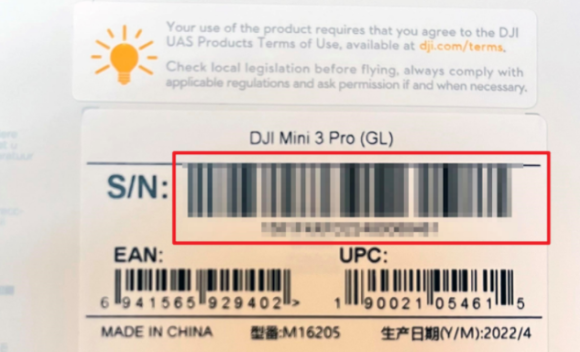 Your use of the product requires that you agree to the DJI
UAS Products Terms of Use, available at dji.com/terms.
Check local legislation before flying, always comply with
applicable regulations and ask permission if and when necessary.
DJI Mini 3 Pro (GL)
S/N:
EAN: UPC:
6 941565 929402 > 1 90021 05461 5
MADE IN CHINA 型番:M16205 生产日期(Y/M):2022/4